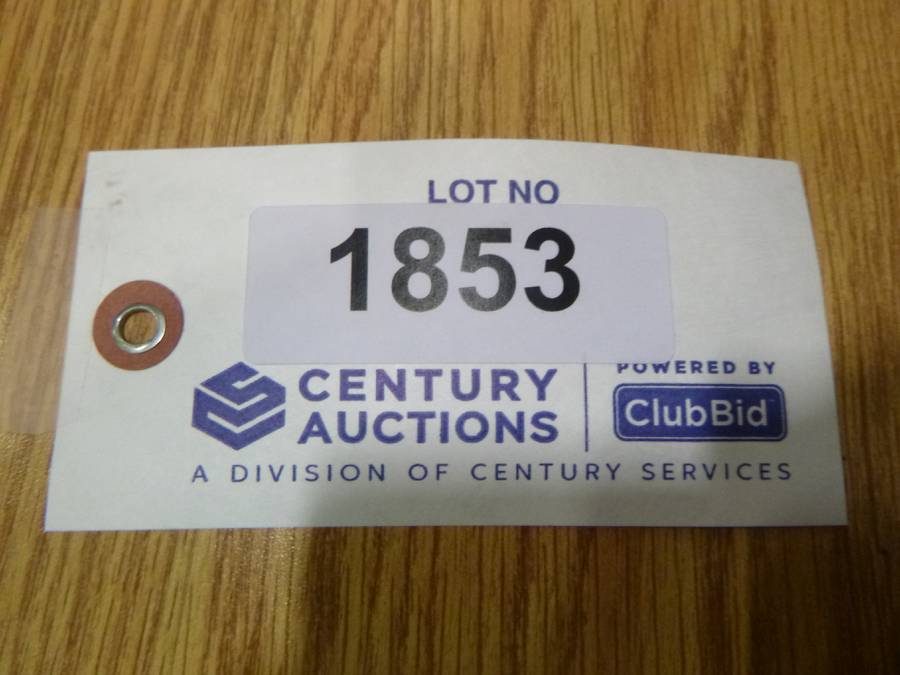 LOT NO
1853
CENTURY
AUCTIONS
POWERED BY
ClubBid
A DIVISION OF CENTURY SERVICES